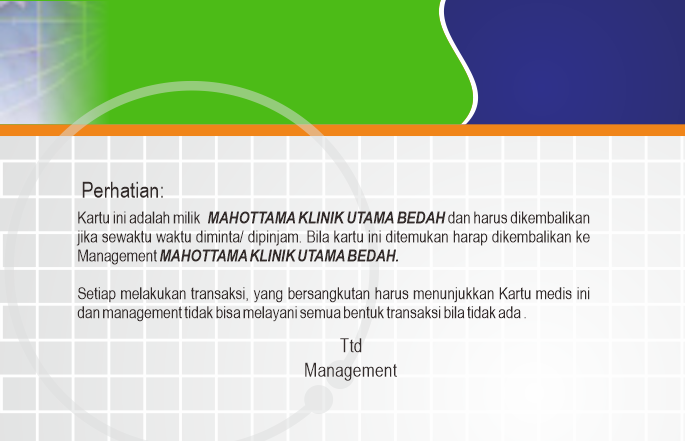 Perhatian:
Kartu ini adalah milik MAHOTTAMA KLINIK UTAMA BEDAH dan harus dikembalikan
jika sewaktu waktu diminta/ dipinjam. Bila kartu ini ditemukan harap dikembalikan ke
Management MAHOTTAMA KLINIK UTAMA BEDAH.
Setiap melakukan transaksi, yang bersangkutan harus menunjukkan Kartu medis ini
dan management tidak bisa melayani semua bentuk transaksi bila tidak ada .
Ttd
Management